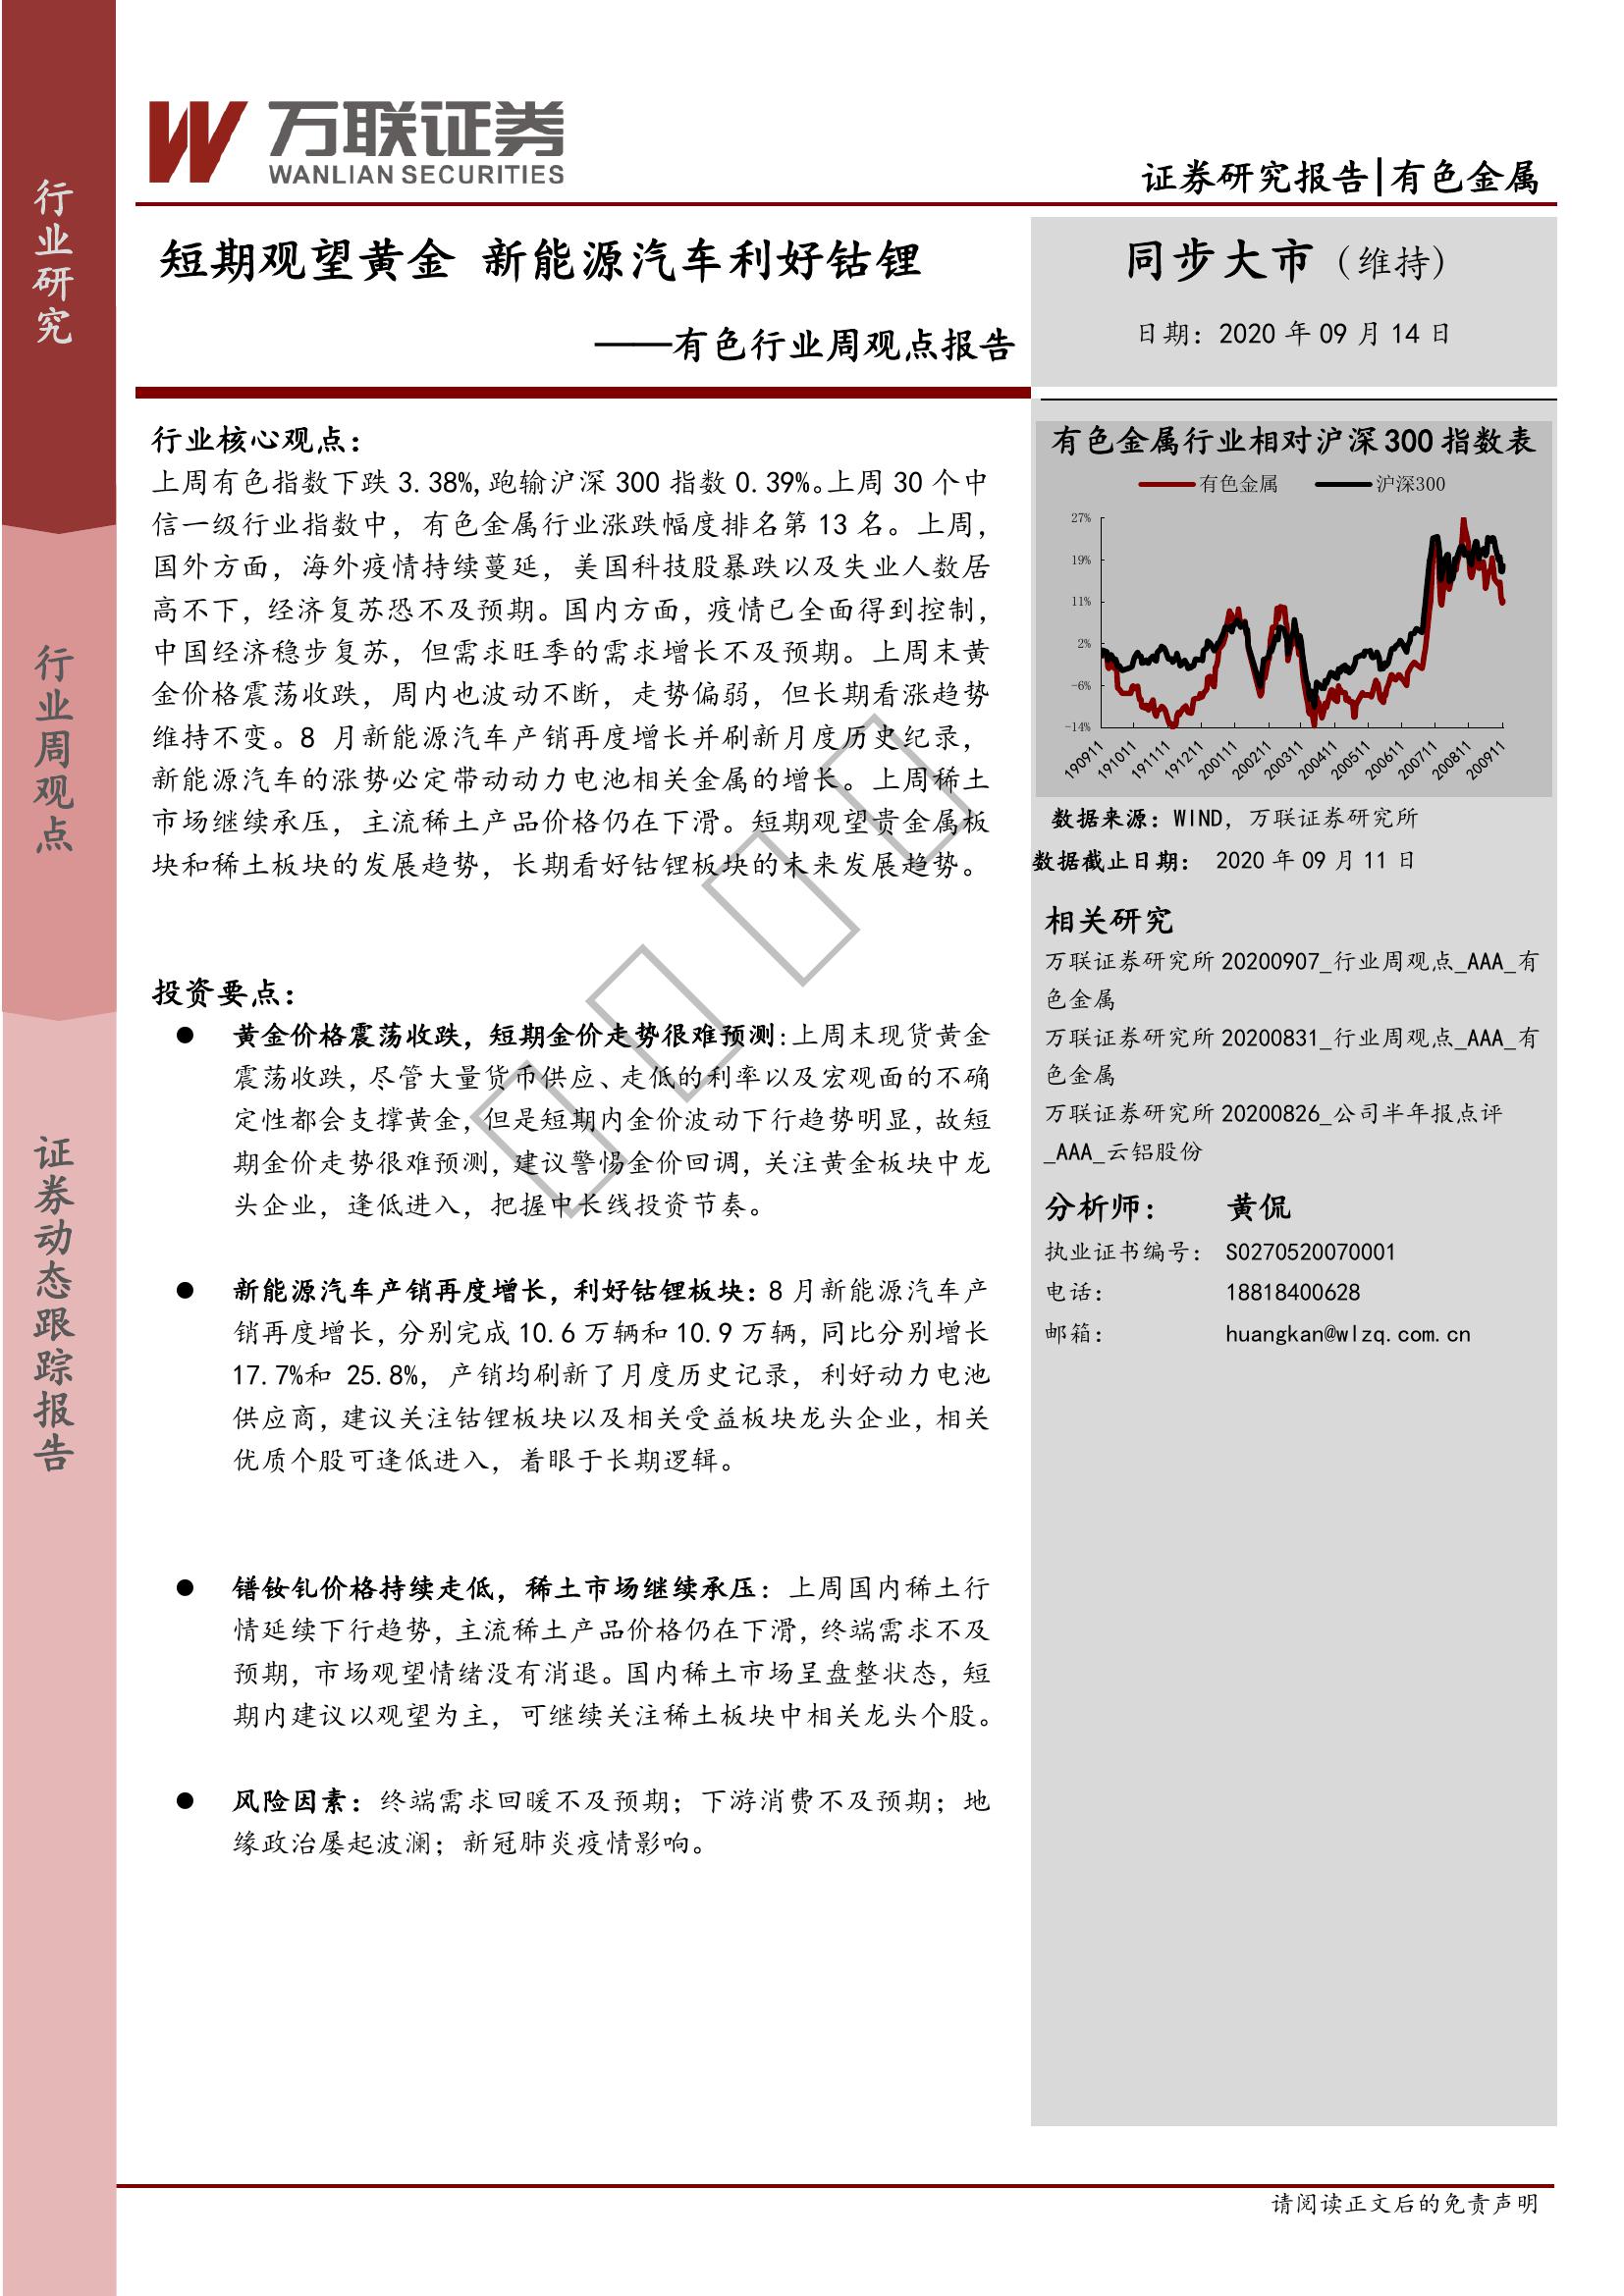 万联证券
WANLIAN SECURITIES
证券研究报告|有色金属
行业研究
行业周观点
证券动态跟踪报告
短期观望黄金 新能源汽车利好钴锂
——有色行业周观点报告
同步大市（维持）
日期：2020 年 09 月 14 日
行业核心观点：
上周有色指数下跌 3.38%,跑输沪深 300 指数 0.39%。上周 30 个中
信一级行业指数中，有色金属行业涨跌幅度排名第 13 名。上周，
国外方面，海外疫情持续蔓延，美国科技股暴跌以及失业人数居
高不下，经济复苏恐不及预期。国内方面，疫情已全面得到控制，
中国经济稳步复苏，但需求旺季的需求增长不及预期。上周末黄
金价格震荡收跌，周内也波动不断，走势偏弱，但长期看涨趋势
维持不变。8 月新能源汽车产销再度增长并刷新月度历史纪录，
新能源汽车的涨势必定带动动力电池相关金属的增长。上周稀土
市场继续承压，主流稀土产品价格仍在下滑。短期观望贵金属板
块和稀土板块的发展趋势，长期看好钴锂板块的未来发展趋势。
投资要点：
● 黄金价格震荡收跌，短期金价走势很难预测:上周末现货黄金
震荡收跌，尽管大量货币供应、走低的利率以及宏观面的不确
定性都会支撑黄金，但是短期内金价波动下行趋势明显，故短
期金价走势很难预测，建议警惕金价回调，关注黄金板块中龙
头企业，逢低进入，把握中长线投资节奏。
● 新能源汽车产销再度增长，利好钴锂板块：8 月新能源汽车产
销再度增长，分别完成 10.6 万辆和 10.9 万辆，同比分别增长
17.7%和 25.8%，产销均刷新了月度历史记录，利好动力电池
供应商，建议关注钴锂板块以及相关受益板块龙头企业，相关
优质个股可逢低进入，着眼于长期逻辑。
● 镨钕钆价格持续走低，稀土市场继续承压：上周国内稀土行
情延续下行趋势，主流稀土产品价格仍在下滑，终端需求不及
预期，市场观望情绪没有消退。国内稀土市场呈盘整状态，短
期内建议以观望为主，可继续关注稀土板块中相关龙头个股。
● 风险因素：终端需求回暖不及预期；下游消费不及预期；地
缘政治屡起波澜；新冠肺炎疫情影响。
有色金属行业相对沪深 300 指数表
有色金属 沪深300
27%
19%
11%
2%
-6%
-14%
190911 191011 191111 191211 200111 200211 200311 200411 200511 200611 200711 200811 200911
数据来源：WIND，万联证券研究所
数据截止日期： 2020 年 09 月 11 日
相关研究
万联证券研究所 20200907_行业周观点_AAA_有
色金属
万联证券研究所 20200831_行业周观点_AAA_有
色金属
万联证券研究所 20200826_公司半年报点评
_AAA_云铝股份
分析师： 黄侃
执业证书编号： S0270520070001
电话： 18818400628
邮箱： huangkan@wlzq.com.cn
请阅读正文后的免责声明